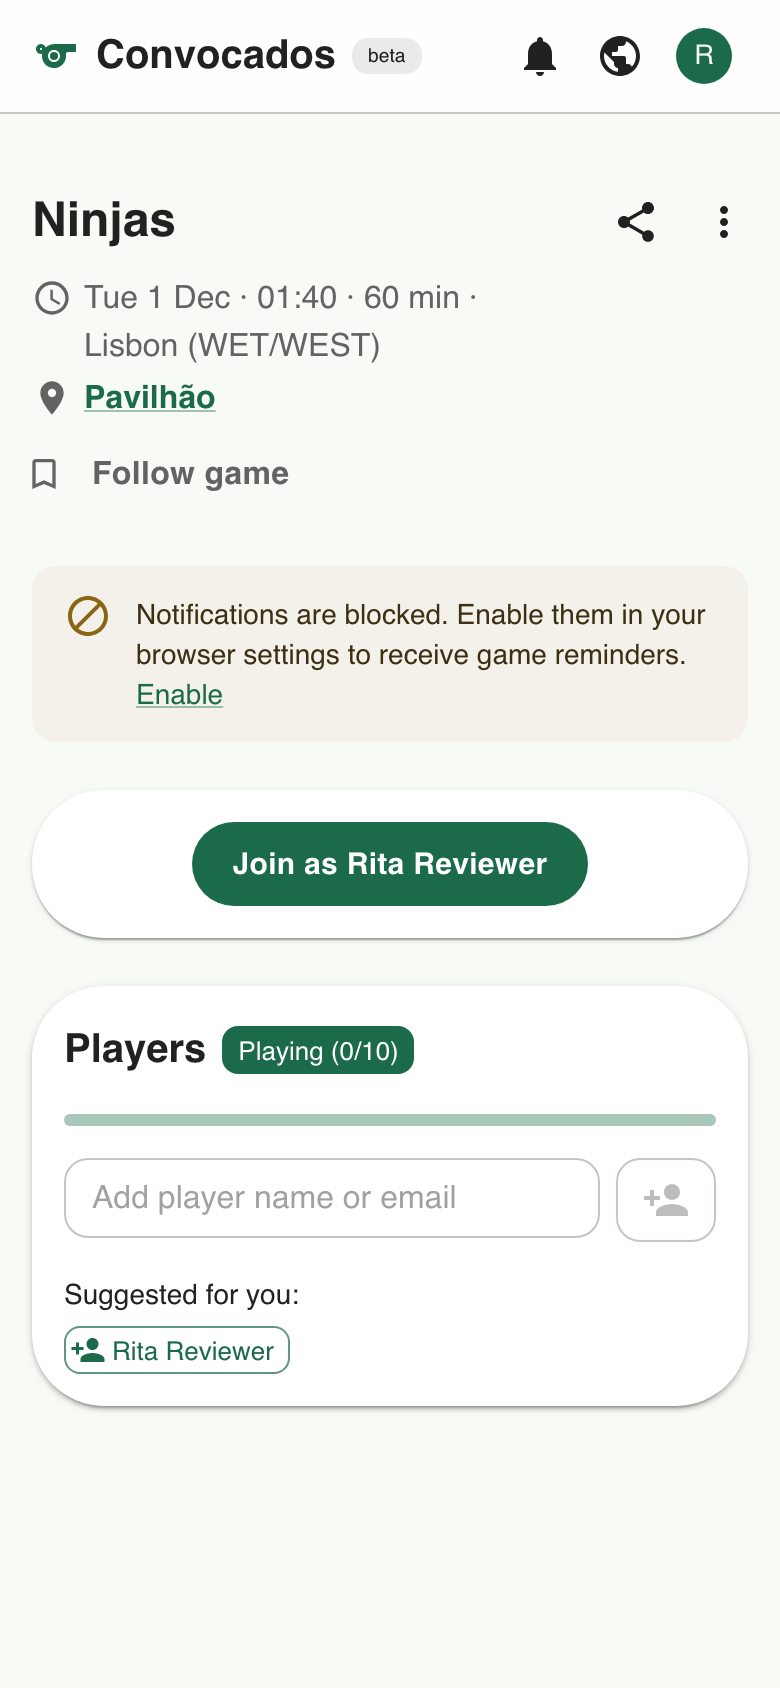 Convocados
beta
R
Ninjas
Tue 1 Dec · 01:40 · 60 min ·
Lisbon (WET/WEST)
Pavilhão
Follow game
Notifications are blocked. Enable them in your
browser settings to receive game reminders.
Enable
Join as Rita Reviewer
Players
Playing (0/10)
Add player name or email
Suggested for you:
Rita Reviewer